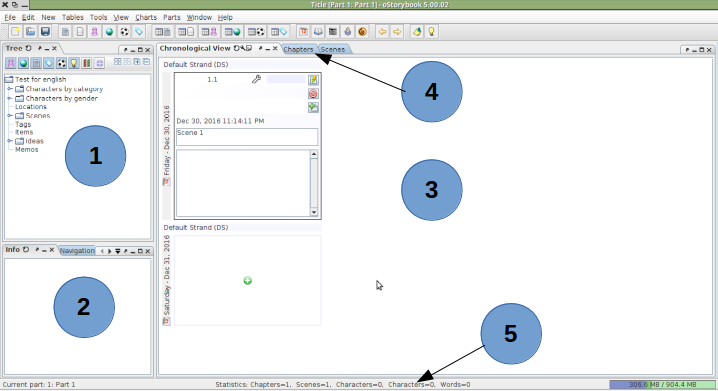 Title [Part 1: Part 1] - oStorybook 5.00.02
File Edit New Tables Tools View Charts Parts Window Help
Tree
Chronological View Chapters Scenes
Test for english
Characters by category
Characters by gender
Locations
Scenes
Tags
Items
Ideas
Memos
1
Info Navigation
2
Default Strand (DS)
1.1
Friday - Dec 30, 2016
Dec 30, 2016 11:14:11 PM
Scene 1
Default Strand (DS)
Saturday - Dec 31, 2016
4
3
5
Current part: 1: Part 1
Statistics: Chapters=1, Scenes=1, Characters=0, Characters=0, Words=0
306.6 MB / 904.4 MB